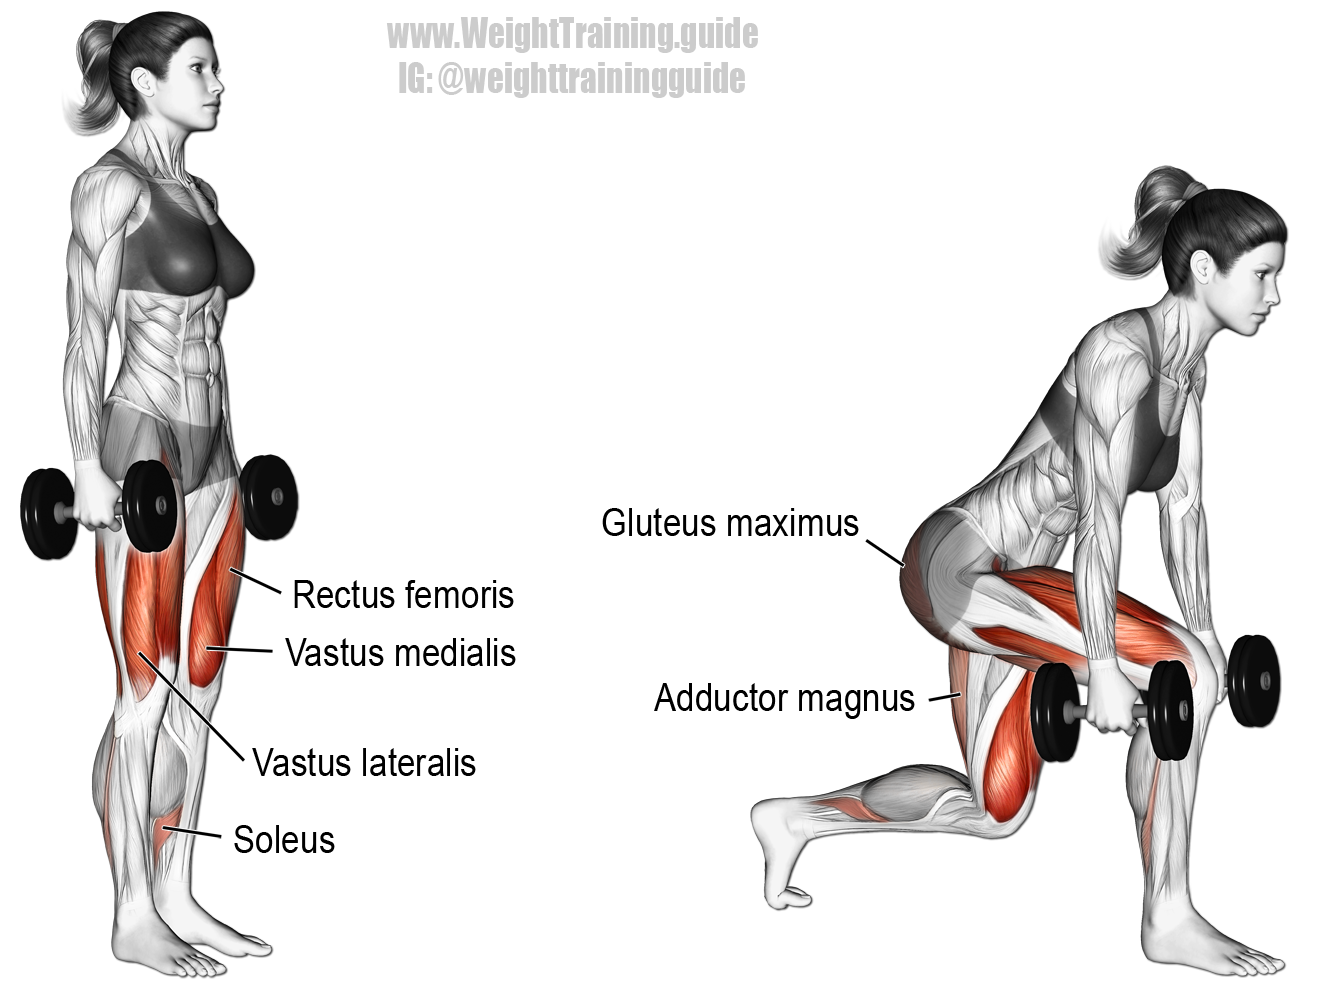 www.WeightTraining.guide
IG: @weighttrainingguide
Gluteus maximus
Rectus femoris
Vastus medialis
Adductor magnus
Vastus lateralis
Soleus